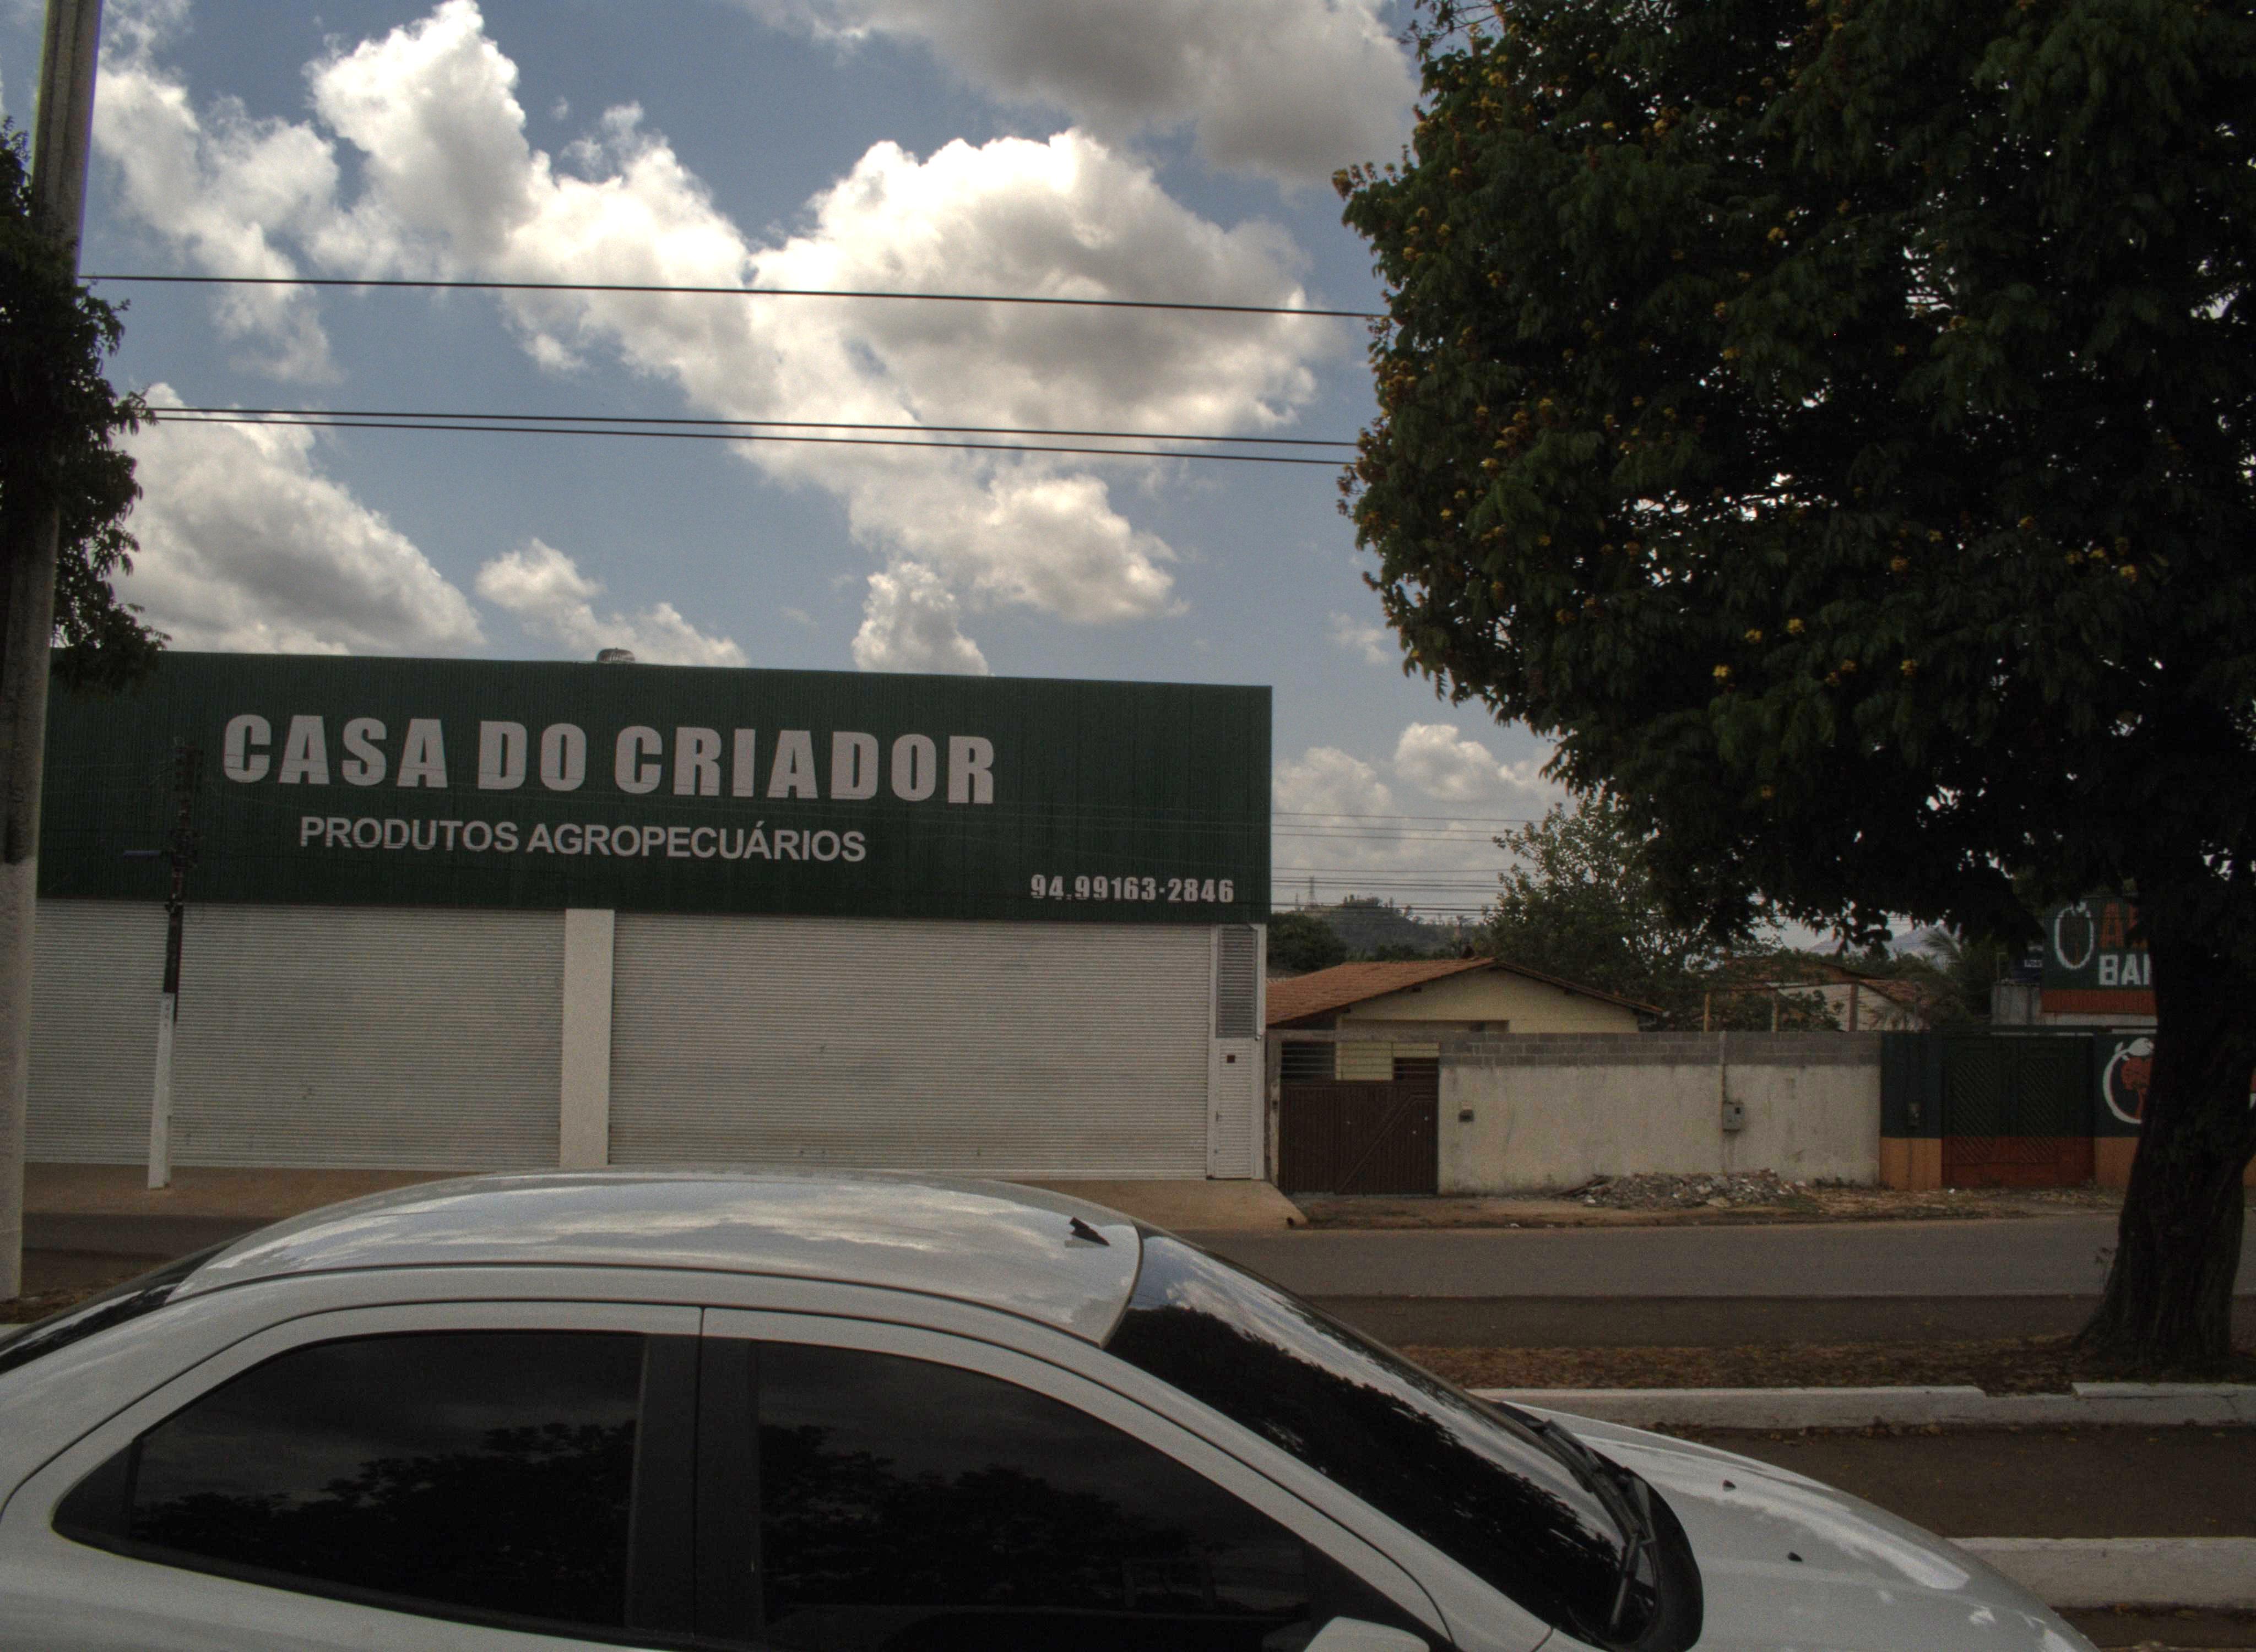 CASA DO CRIADOR
PRODUTOS AGROPECUÁRIOS
94.99163-2846